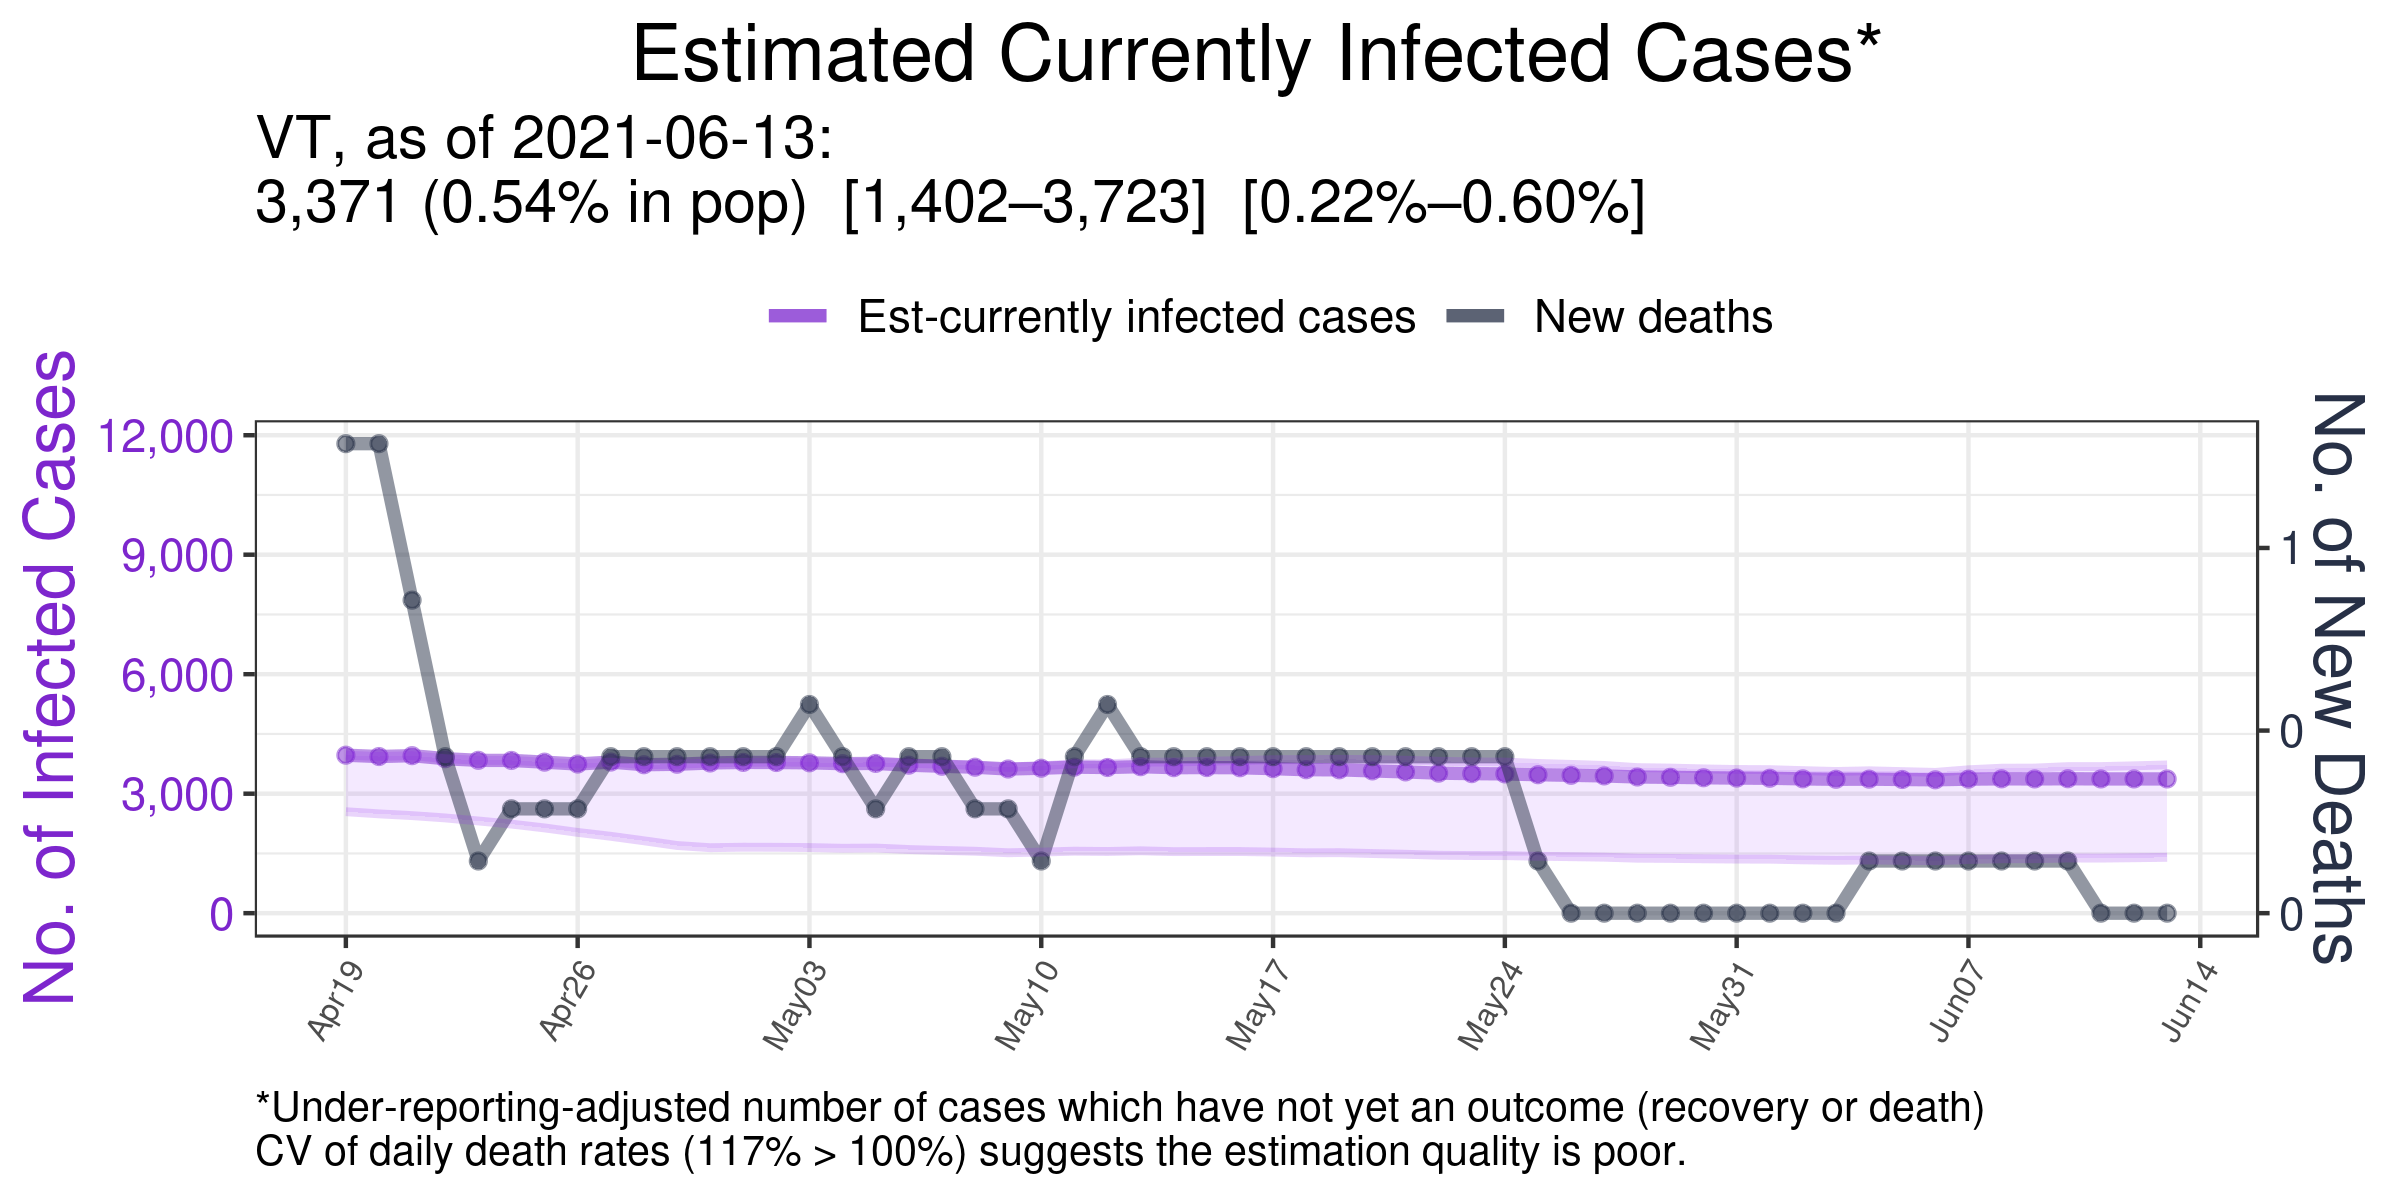 Estimated Currently Infected Cases*
VT, as of 2021-06-13:
3,371 (0.54% in pop)  [1,402–3,723]  [0.22%–0.60%]
Est-currently infected cases
New deaths
No. of Infected Cases
12,000
9,000
6,000
3,000
0
1
0
0
No. of New Deaths
Apr19
Apr26
May03
May10
May17
May24
May31
Jun07
Jun14
*Under-reporting-adjusted number of cases which have not yet an outcome (recovery or death)
CV of daily death rates (117% > 100%) suggests the estimation quality is poor.